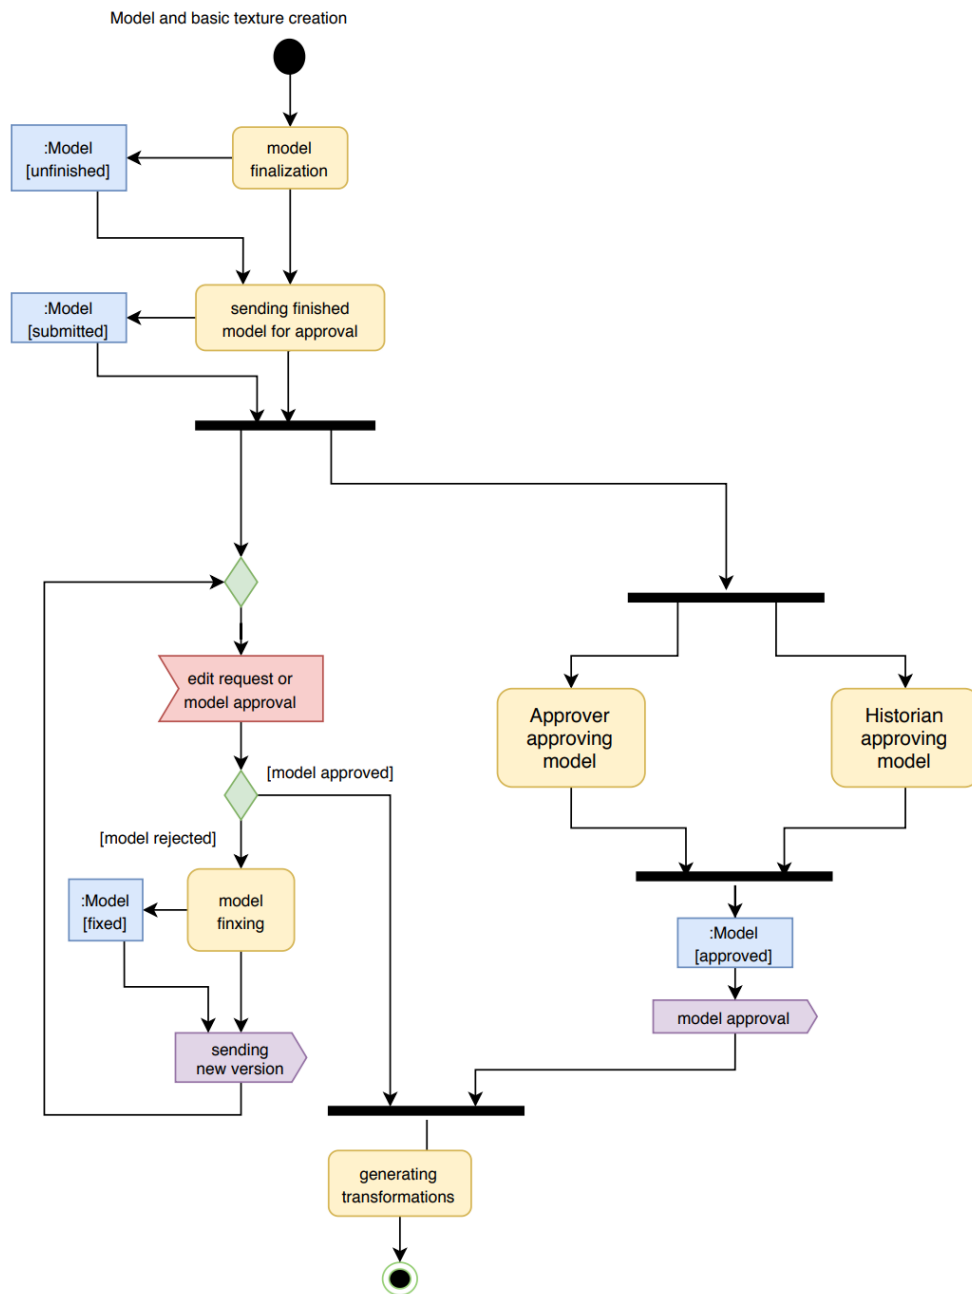 Model and basic texture creation
:Model
[unfinished]
model
finalization
:Model
[submitted]
sending finished
model for approval
edit request or
model approval
[model approved]
[model rejected]
:Model
[fixed]
model
finxing
sending
new version
Approver
approving
model
Historian
approving
model
:Model
[approved]
model approval
generating
transformations